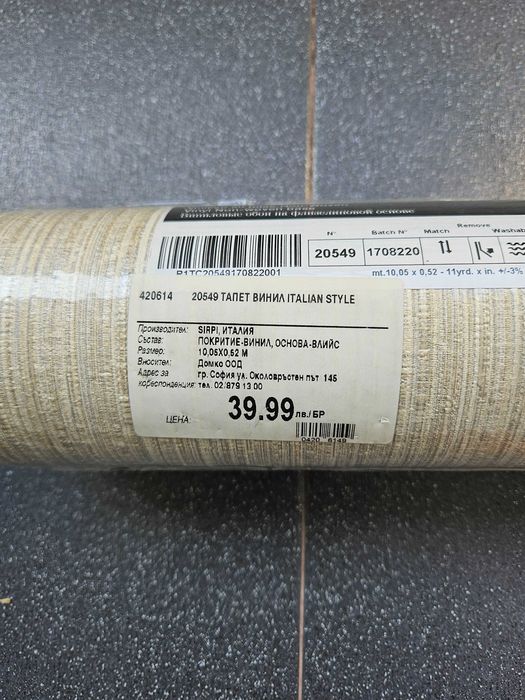 Виниловые обои на флизелиновой основе
N° Batch N° Match Remove Washab
20549 1708220
R1TC20549170822001
mt.10,05 x 0,52 - 11yrd. x in. +/-3%
420614 20549 ТАПЕТ ВИНИЛ ITALIAN STYLE
Производител: SIRPI, ИТАЛИЯ
Състав: ПОКРИТИЕ-ВИНИЛ, ОСНОВА-ВЛИЙС
Размер: 10,05X0,52 М
Вносител: Домко ООД
Адрес за гр. София ул. Околовръстен път 145
кореспонденция: тел. 02/879 13 00
ЦЕНА: 39.99 лв./БР
0420 6149